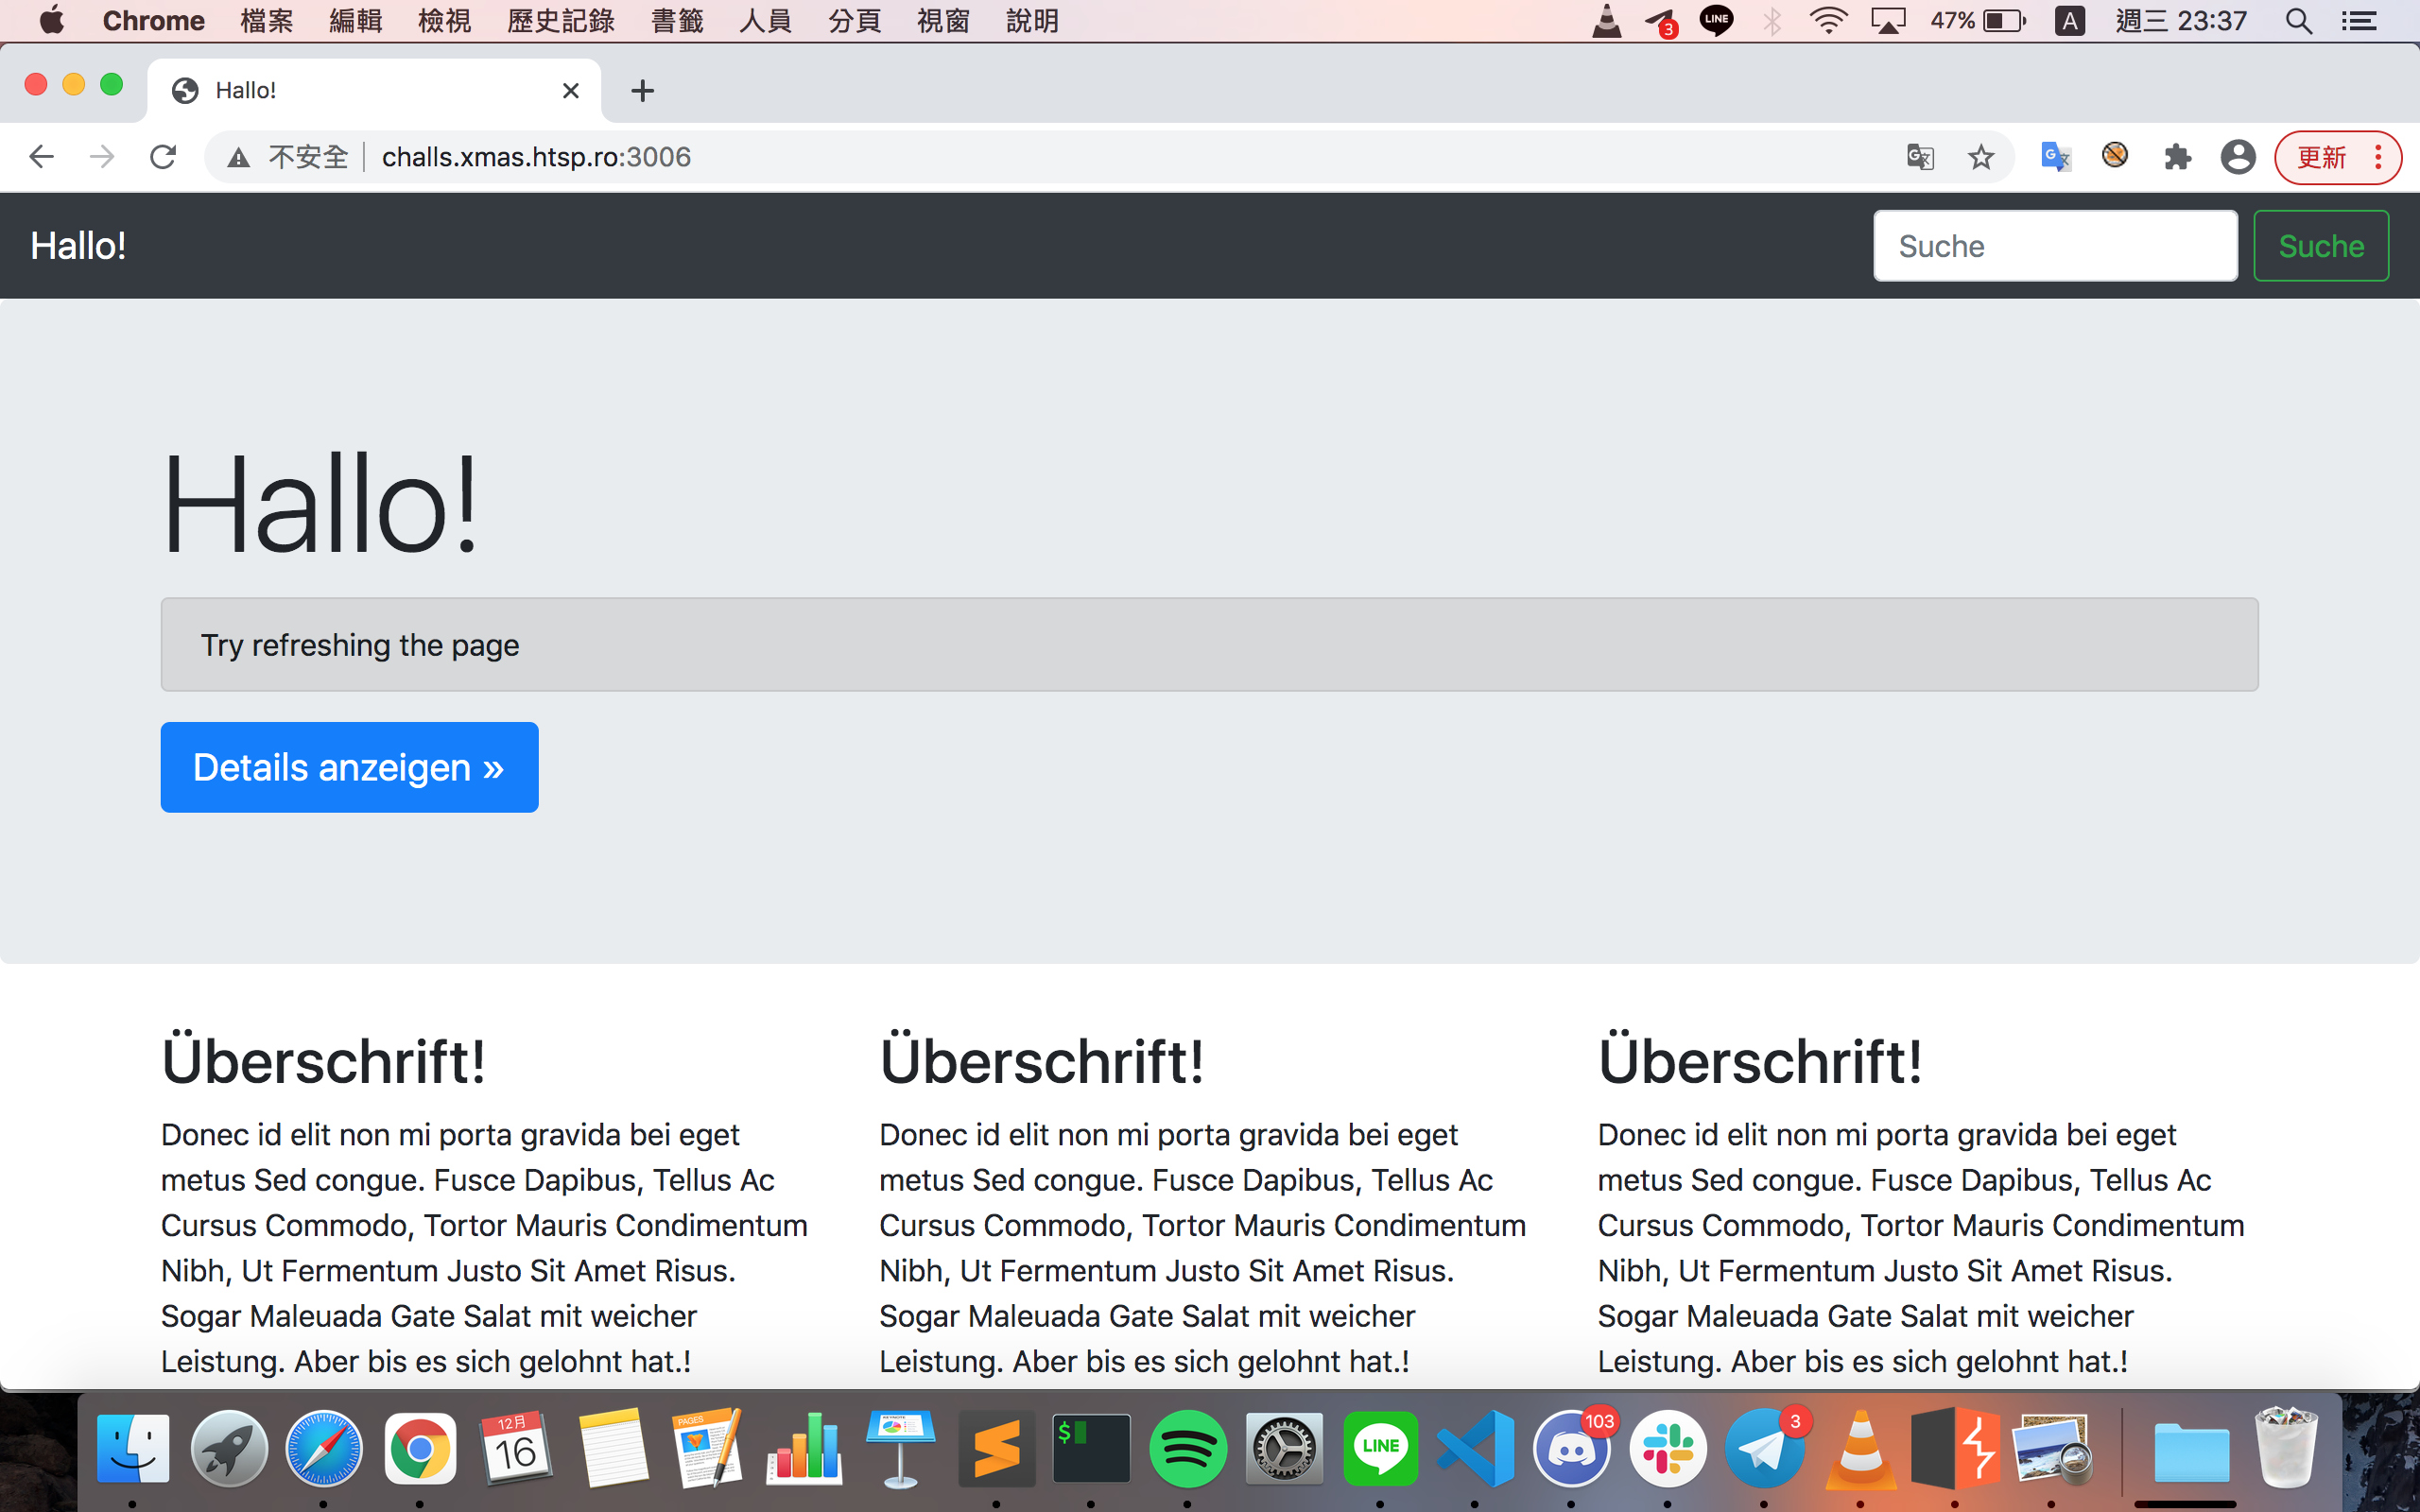 Chrome 檔案 編輯 檢視 歷史記錄 書籤 人員 分頁 視窗 說明 3 LINE 47% A 週三 23:37
Hallo!
不安全 challs.xmas.htsp.ro:3006 更新
Hallo! Suche Suche
Hallo!
Try refreshing the page
Details anzeigen »
Überschrift! Überschrift! Überschrift!
Donec id elit non mi porta gravida bei eget
metus Sed congue. Fusce Dapibus, Tellus Ac
Cursus Commodo, Tortor Mauris Condimentum
Nibh, Ut Fermentum Justo Sit Amet Risus.
Sogar Maleuada Gate Salat mit weicher
Leistung. Aber bis es sich gelohnt hat.!
Donec id elit non mi porta gravida bei eget
metus Sed congue. Fusce Dapibus, Tellus Ac
Cursus Commodo, Tortor Mauris Condimentum
Nibh, Ut Fermentum Justo Sit Amet Risus.
Sogar Maleuada Gate Salat mit weicher
Leistung. Aber bis es sich gelohnt hat.!
Donec id elit non mi porta gravida bei eget
metus Sed congue. Fusce Dapibus, Tellus Ac
Cursus Commodo, Tortor Mauris Condimentum
Nibh, Ut Fermentum Justo Sit Amet Risus.
Sogar Maleuada Gate Salat mit weicher
Leistung. Aber bis es sich gelohnt hat.!
12月
16
PAGES
KEYNOTE
$
LINE
103
3